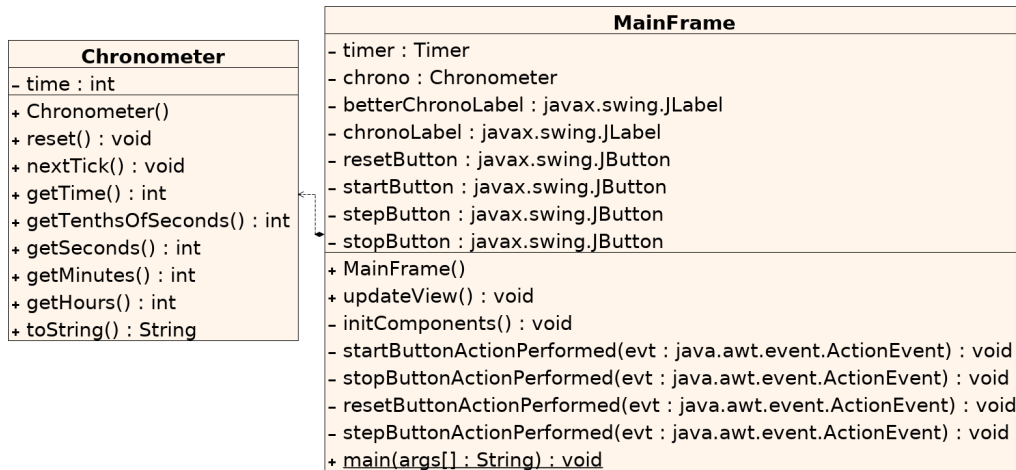 Chronometer
- time : int
+ Chronometer()
+ reset() : void
+ nextTick() : void
+ getTime() : int
+ getTenthsOfSeconds() : int
+ getSeconds() : int
+ getMinutes() : int
+ getHours() : int
+ toString() : String
MainFrame
- timer : Timer
- chrono : Chronometer
- betterChronoLabel : javax.swing.JLabel
- chronoLabel : javax.swing.JLabel
- resetButton : javax.swing.JButton
- startButton : javax.swing.JButton
- stepButton : javax.swing.JButton
- stopButton : javax.swing.JButton
+ MainFrame()
+ updateView() : void
- initComponents() : void
- startButtonActionPerformed(evt : java.awt.event.ActionEvent) : void
- stopButtonActionPerformed(evt : java.awt.event.ActionEvent) : void
- resetButtonActionPerformed(evt : java.awt.event.ActionEvent) : void
- stepButtonActionPerformed(evt : java.awt.event.ActionEvent) : void
+ main(args[] : String) : void